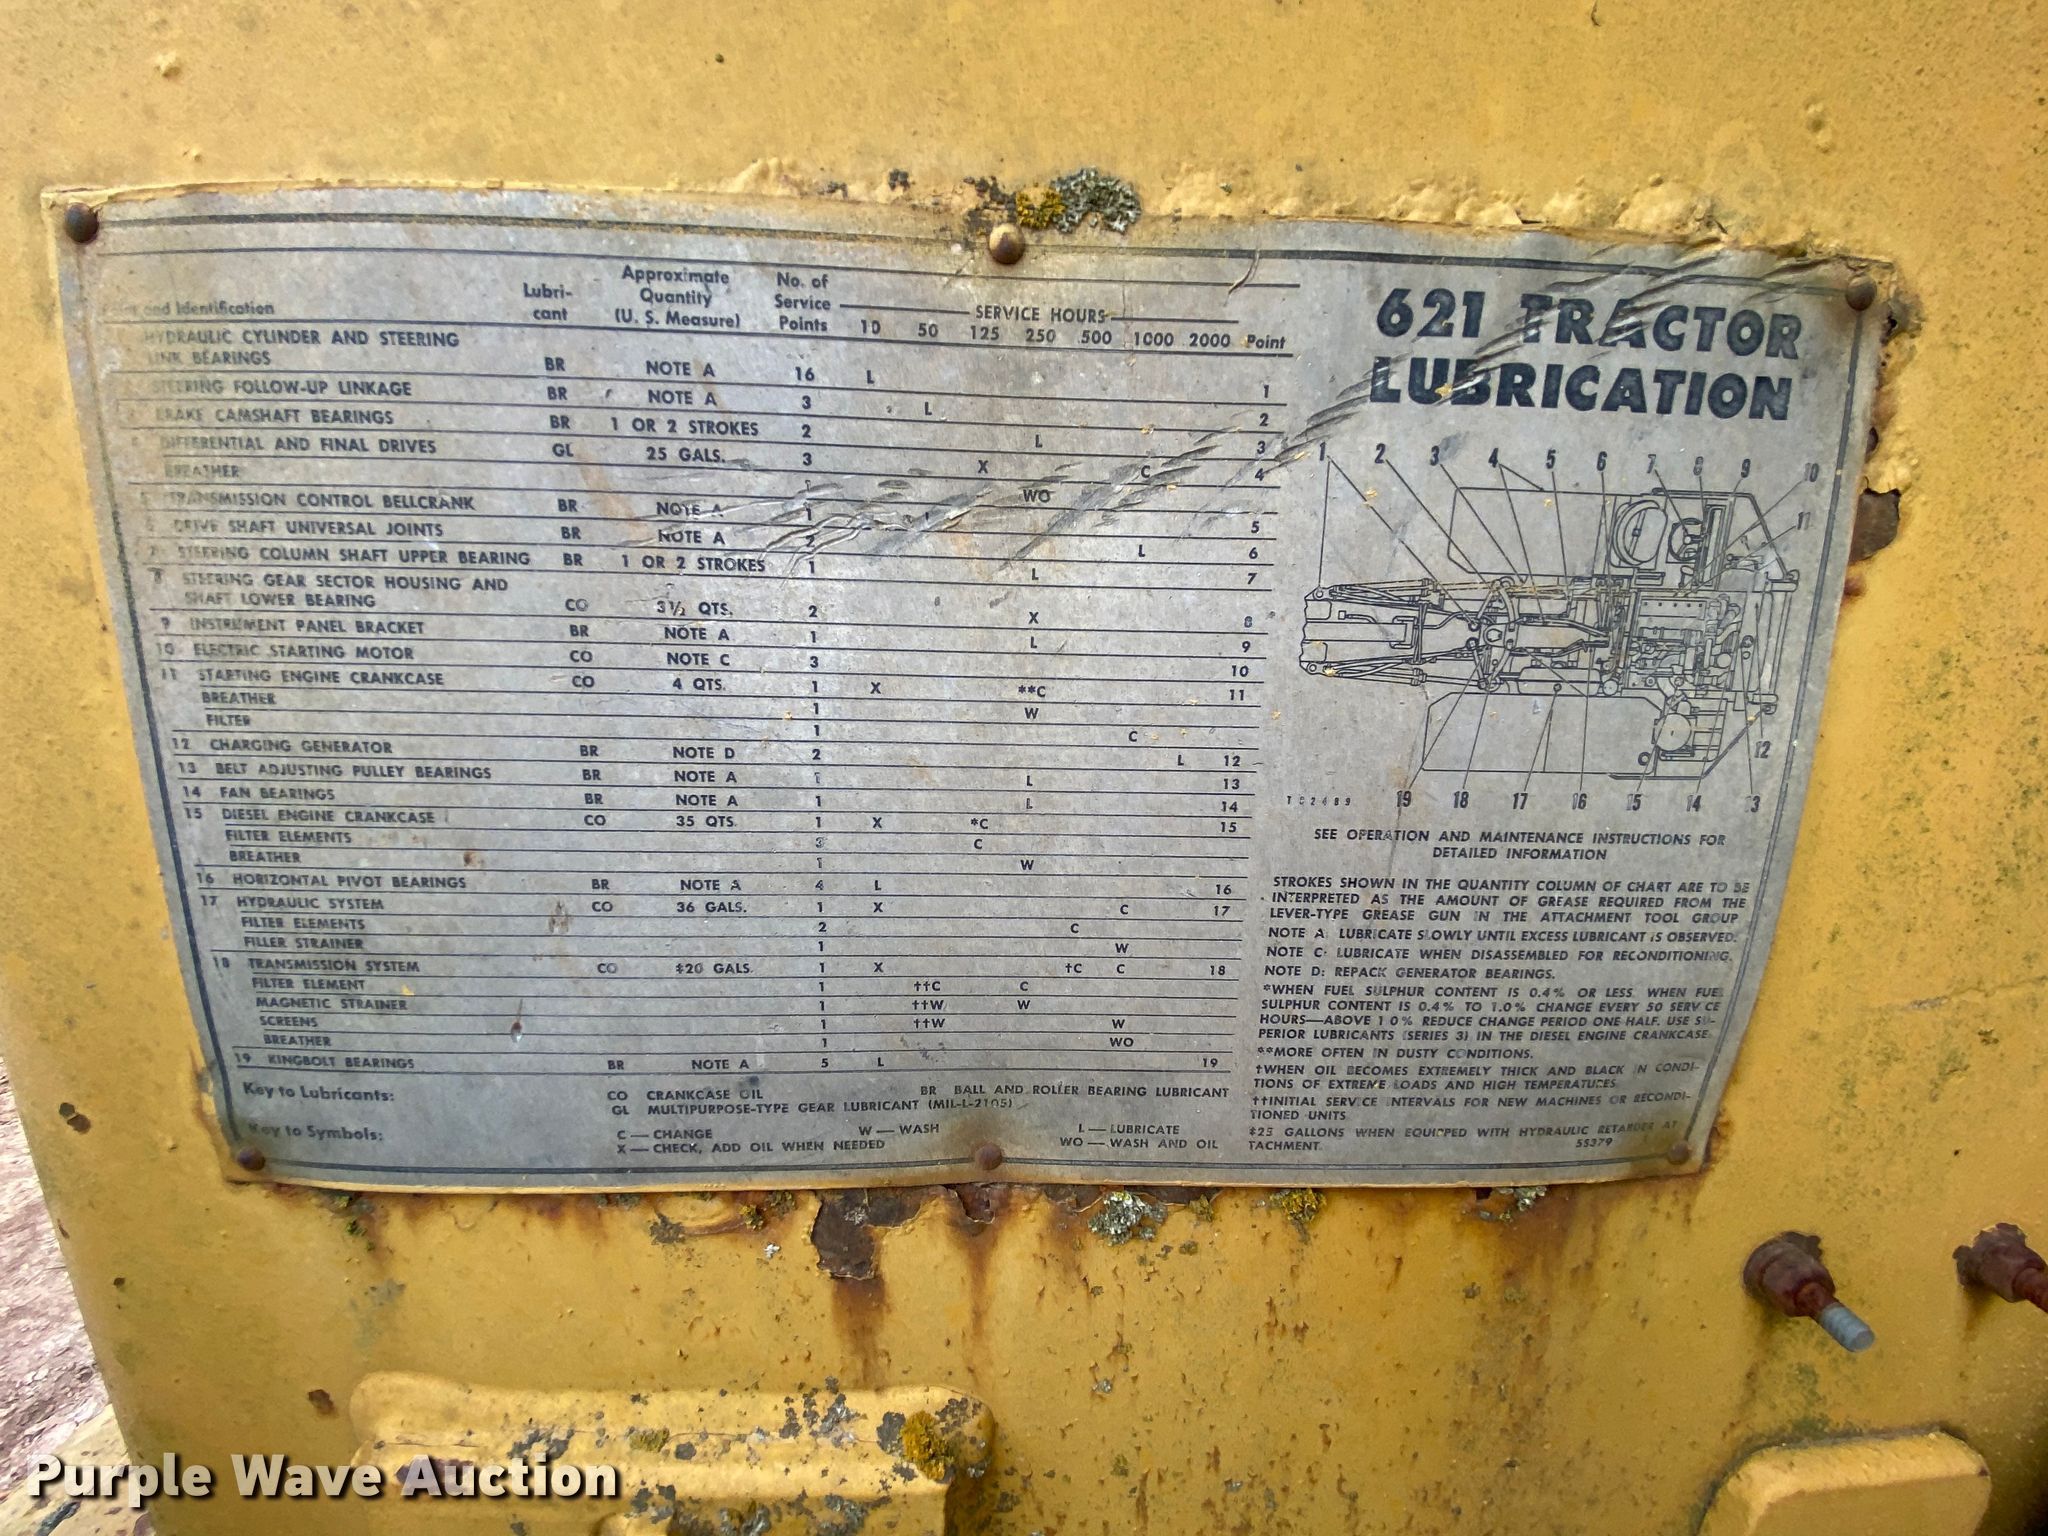 and Identification
Lubri-
cant
Approximate
Quantity
(U. S. Measure)
No. of
Service
Points
SERVICE HOURS
10 50 125 250 500 1000 2000 Point
HYDRAULIC CYLINDER AND STEERING
LINK BEARINGS BR NOTE A 16 L 1
STEERING FOLLOW-UP LINKAGE BR NOTE A 3 L 2
BRAKE CAMSHAFT BEARINGS BR 1 OR 2 STROKES 2 L 3
DIFFERENTIAL AND FINAL DRIVES GL 25 GALS. 3 X C 4
BREATHER 1 WO
5 TRANSMISSION CONTROL BELLCRANK BR NOTE A 1 L 5
6 DRIVE SHAFT UNIVERSAL JOINTS BR NOTE A 2 L 6
7 STEERING COLUMN SHAFT UPPER BEARING BR 1 OR 2 STROKES 1 L 7
8 STEERING GEAR SECTOR HOUSING AND
SHAFT LOWER BEARING CO 3½ QTS. 2 X 8
9 INSTRUMENT PANEL BRACKET BR NOTE A 1 L 9
10 ELECTRIC STARTING MOTOR CO NOTE C 3 10
11 STARTING ENGINE CRANKCASE CO 4 QTS. 1 X **C 11
BREATHER 1 W
FILTER 1 C
12 CHARGING GENERATOR BR NOTE D 2 L 12
13 BELT ADJUSTING PULLEY BEARINGS BR NOTE A 1 L 13
14 FAN BEARINGS BR NOTE A 1 L 14
15 DIESEL ENGINE CRANKCASE CO 35 QTS. 1 X *C 15
FILTER ELEMENTS 3 C
BREATHER 1 W
16 HORIZONTAL PIVOT BEARINGS BR NOTE A 4 L 16
17 HYDRAULIC SYSTEM CO 36 GALS. 1 X C 17
FILTER ELEMENTS 2 C
FILLER STRAINER 1 W
18 TRANSMISSION SYSTEM CO ‡20 GALS. 1 X †C C 18
FILTER ELEMENT 1 ††C C
MAGNETIC STRAINER 1 ††W W
SCREENS 1 ††W W
BREATHER 1 WO
19 KINGBOLT BEARINGS BR NOTE A 5 L 19
Key to Lubricants: CO CRANKCASE OIL BR BALL AND ROLLER BEARING LUBRICANT
GL MULTIPURPOSE-TYPE GEAR LUBRICANT (MIL-L-2105)
Key to Symbols: C — CHANGE W — WASH L — LUBRICATE
X — CHECK, ADD OIL WHEN NEEDED WO — WASH AND OIL
621 TRACTOR
LUBRICATION
1 2 3 4 5 6 7 8 9 10
11
12
T82489 19 18 17 16 15 14 13
SEE OPERATION AND MAINTENANCE INSTRUCTIONS FOR
DETAILED INFORMATION
STROKES SHOWN IN THE QUANTITY COLUMN OF CHART ARE TO BE
INTERPRETED AS THE AMOUNT OF GREASE REQUIRED FROM THE
LEVER-TYPE GREASE GUN IN THE ATTACHMENT TOOL GROUP
NOTE A: LUBRICATE SLOWLY UNTIL EXCESS LUBRICANT IS OBSERVED.
NOTE C: LUBRICATE WHEN DISASSEMBLED FOR RECONDITIONING.
NOTE D: REPACK GENERATOR BEARINGS.
*WHEN FUEL SULPHUR CONTENT IS 0.4% OR LESS. WHEN FUEL
SULPHUR CONTENT IS 0.4% TO 1.0% CHANGE EVERY 50 SERVICE
HOURS—ABOVE 1.0% REDUCE CHANGE PERIOD ONE HALF. USE SU-
PERIOR LUBRICANTS (SERIES 3) IN THE DIESEL ENGINE CRANKCASE
**MORE OFTEN IN DUSTY CONDITIONS.
†WHEN OIL BECOMES EXTREMELY THICK AND BLACK IN CONDI-
TIONS OF EXTREME LOADS AND HIGH TEMPERATURES
††INITIAL SERVICE INTERVALS FOR NEW MACHINES OR RECONDI-
TIONED UNITS
‡25 GALLONS WHEN EQUIPPED WITH HYDRAULIC RETARDER AT
TACHMENT. 55379
Purple Wave Auction